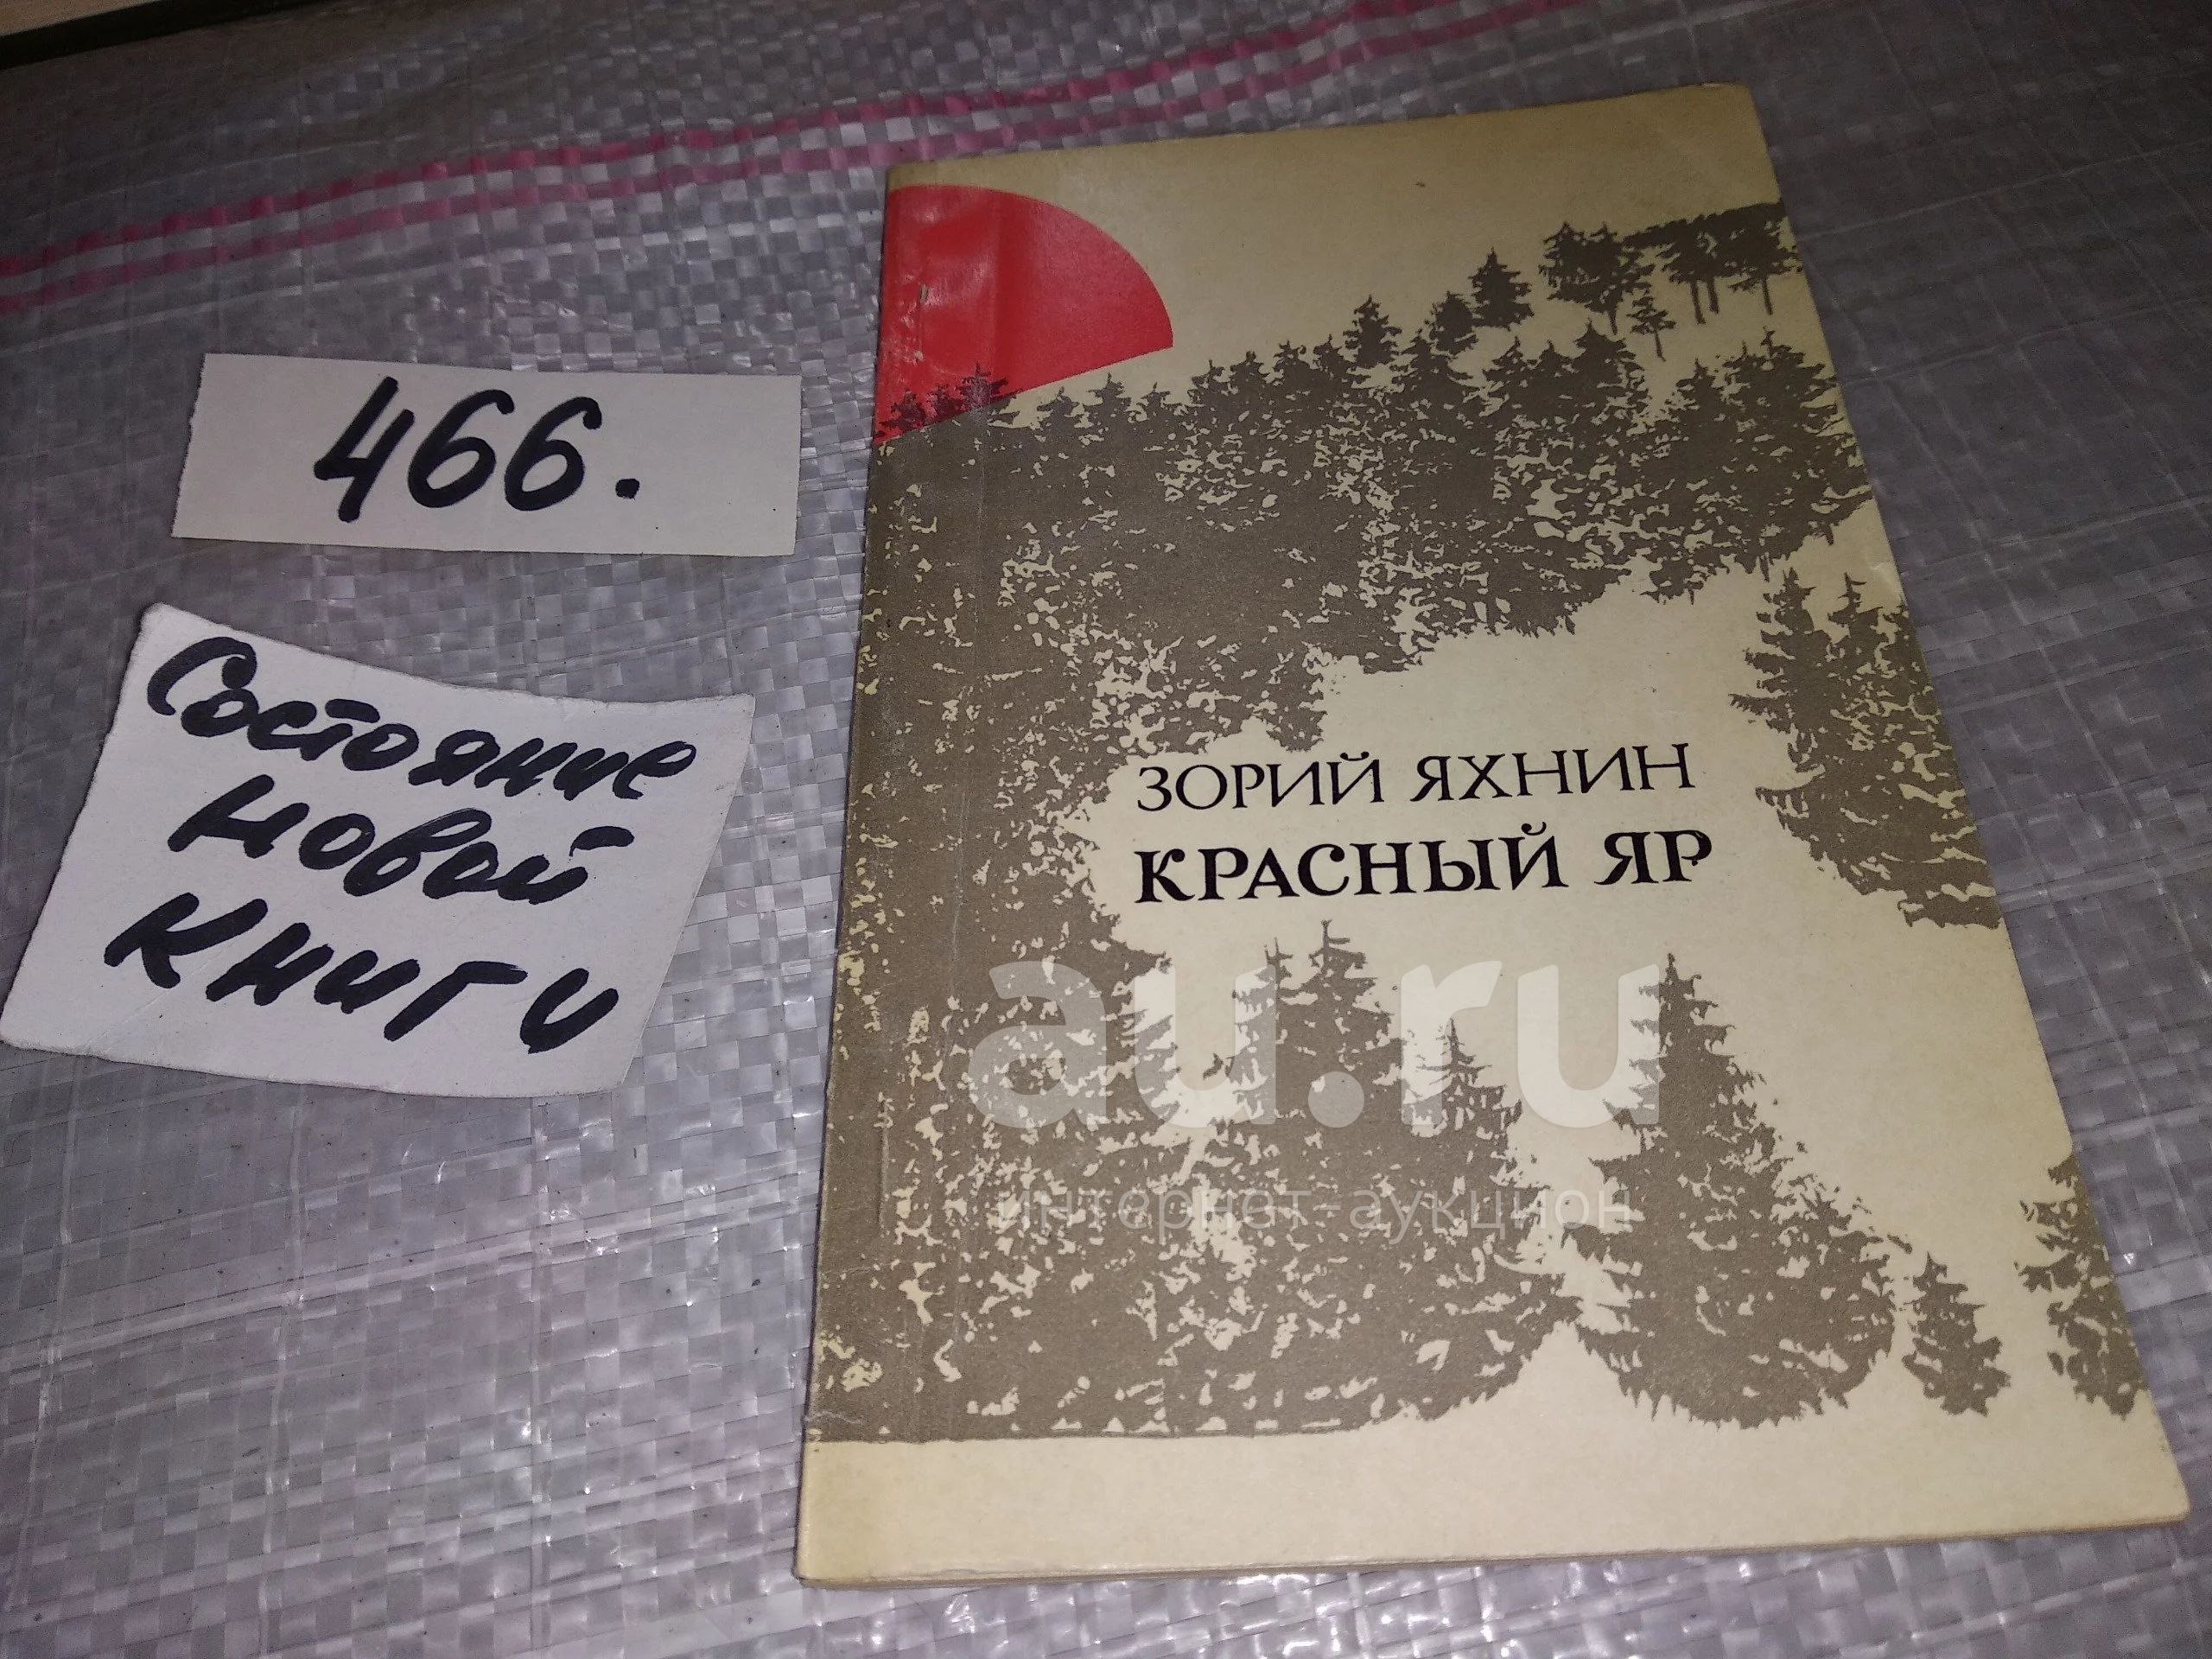 466.
Состояние
новой
книги
ЗОРИЙ ЯХНИН
КРАСНЫЙ ЯР
au.ru
интернет-аукцион